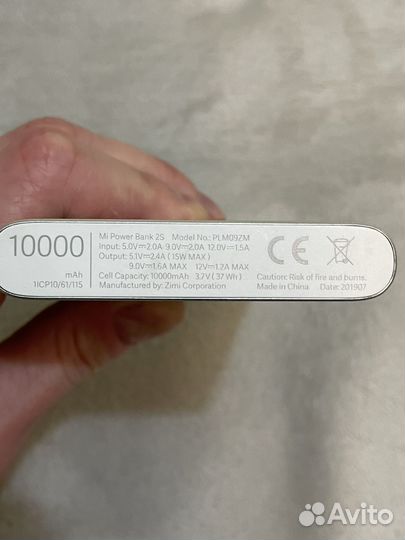 10000
mAh
1ICP10/61/115
Mi Power Bank 2S Model No.: PLM09ZM
Input: 5.0V⎓2.0A 9.0V⎓2.0A 12.0V⎓1.5A
Output: 5.1V⎓2.4A ( 15W MAX )
9.0V⎓1.6A MAX 12V⎓1.2A MAX
Cell Capacity: 10000mAh 3.7V ( 37 Wh )
Manufactured by: Zimi Corporation
CE
Caution: Risk of fire and burns.
Made in China Date: 201907
Avito